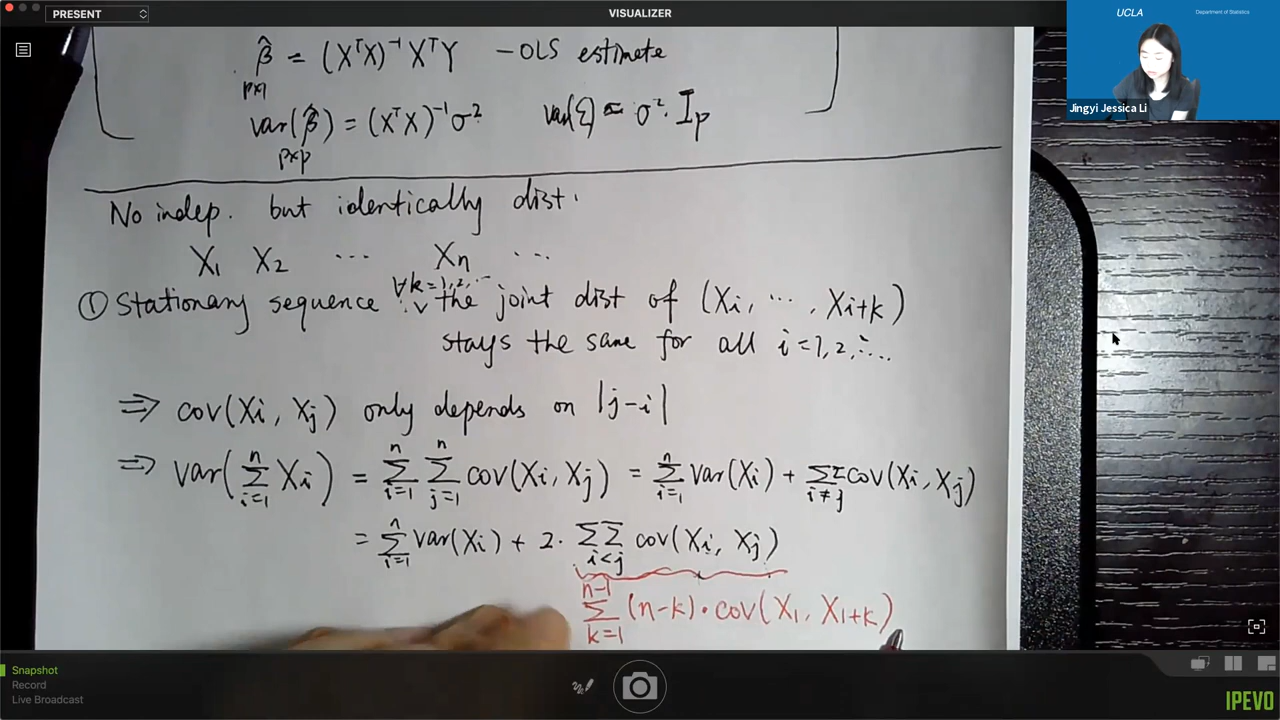 PRESENT
VISUALIZER
UCLA
Department of Statistics
Jingyi Jessica Li
β̂ = (XᵀX)⁻¹ XᵀY - OLS estimate
p×1
var(β̂) = (XᵀX)⁻¹σ² var(Σ) = σ²· Iₚ
p×p
No indep. but identically dist.
X₁ X₂ ... Xₙ ...
∀k=1,2,...
① Stationary sequence : the joint dist of (Xᵢ, ..., Xᵢ₊ₖ)
stays the same for all i=1,2,...
⇒ cov(Xᵢ, Xⱼ) only depends on |j-i|
⇒ Var(∑ᵢ₌₁ⁿ Xᵢ) = ∑ᵢ₌₁ⁿ ∑ⱼ₌₁ⁿ cov(Xᵢ, Xⱼ) = ∑ᵢ₌₁ⁿ var(Xᵢ) + ∑∑ i≠j cov(Xᵢ, Xⱼ)
= ∑ᵢ₌₁ⁿ var(Xᵢ) + 2· ∑∑ i<j cov(Xᵢ, Xⱼ)
∑ₖ₌₁ⁿ⁻¹ (n-k)·cov(X₁, X₁₊ₖ)
Snapshot
Record
Live Broadcast
IPEVO